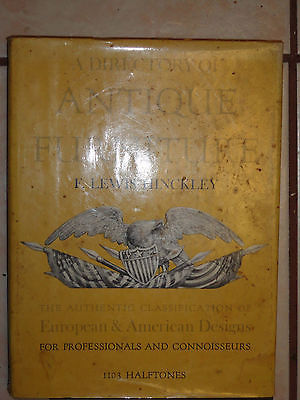 A DIRECTORY OF
ANTIQUE
FURNITURE
F. LEWIS HINCKLEY
THE AUTHENTIC CLASSIFICATION OF
European & American Designs
FOR PROFESSIONALS AND CONNOISSEURS
1103 HALFTONES